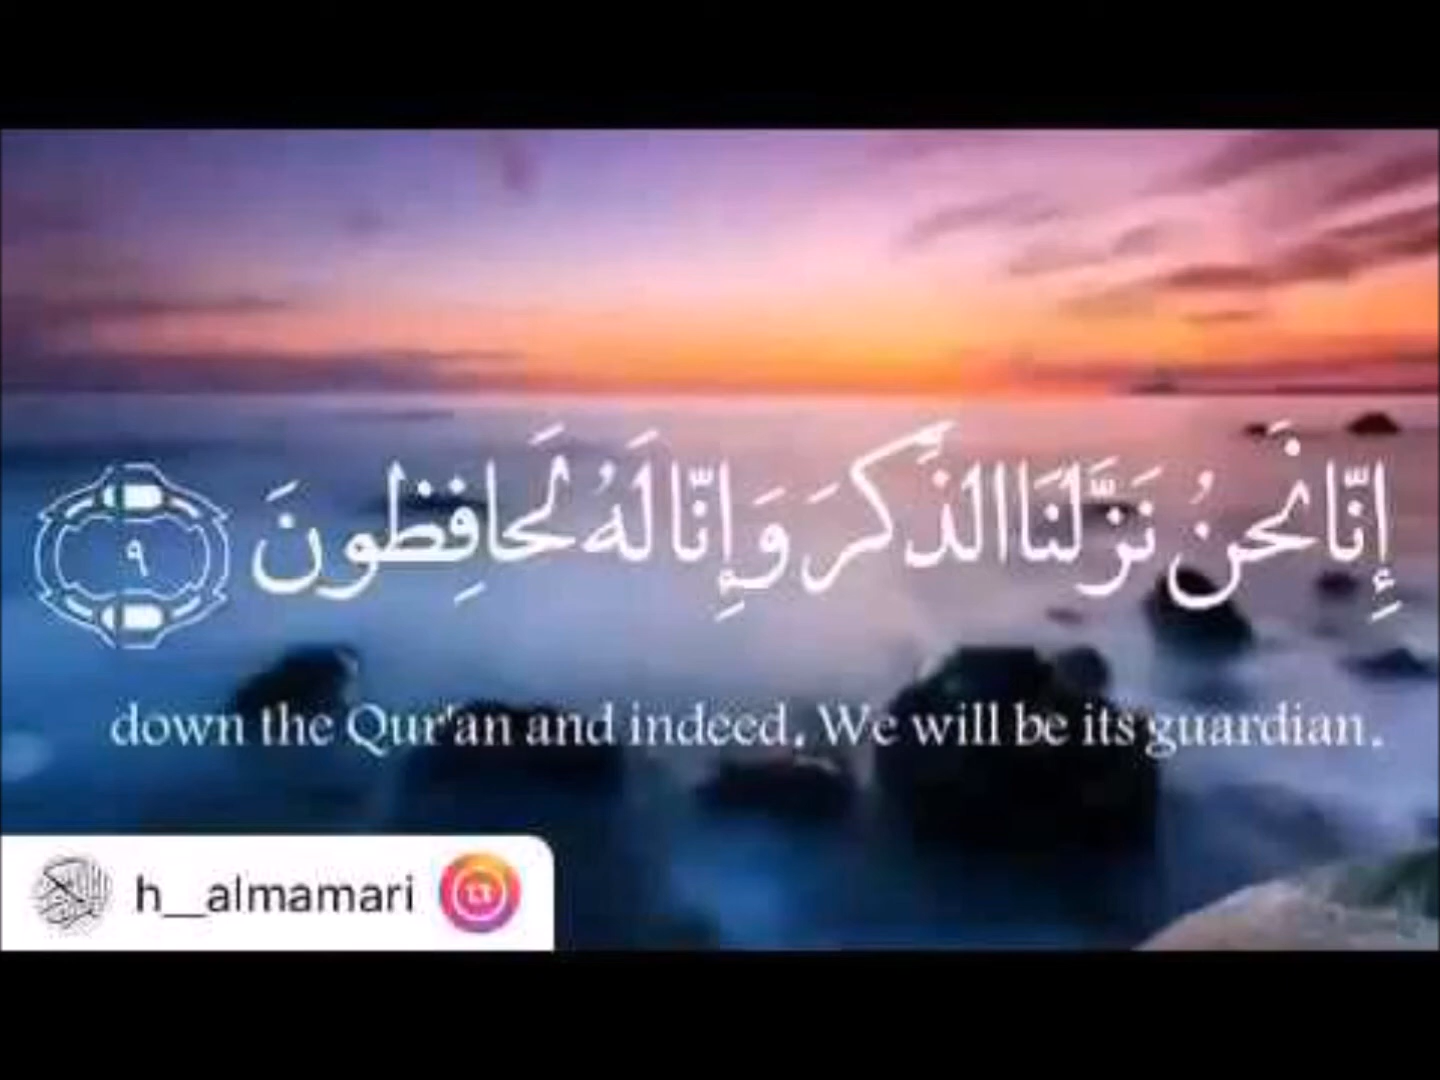 إِنَّا نَحْنُ نَزَّلْنَا الذِّكْرَ وَإِنَّا لَهُ لَحَافِظُونَ ٩
down the Qur'an and indeed, We will be its guardian.
h__almamari